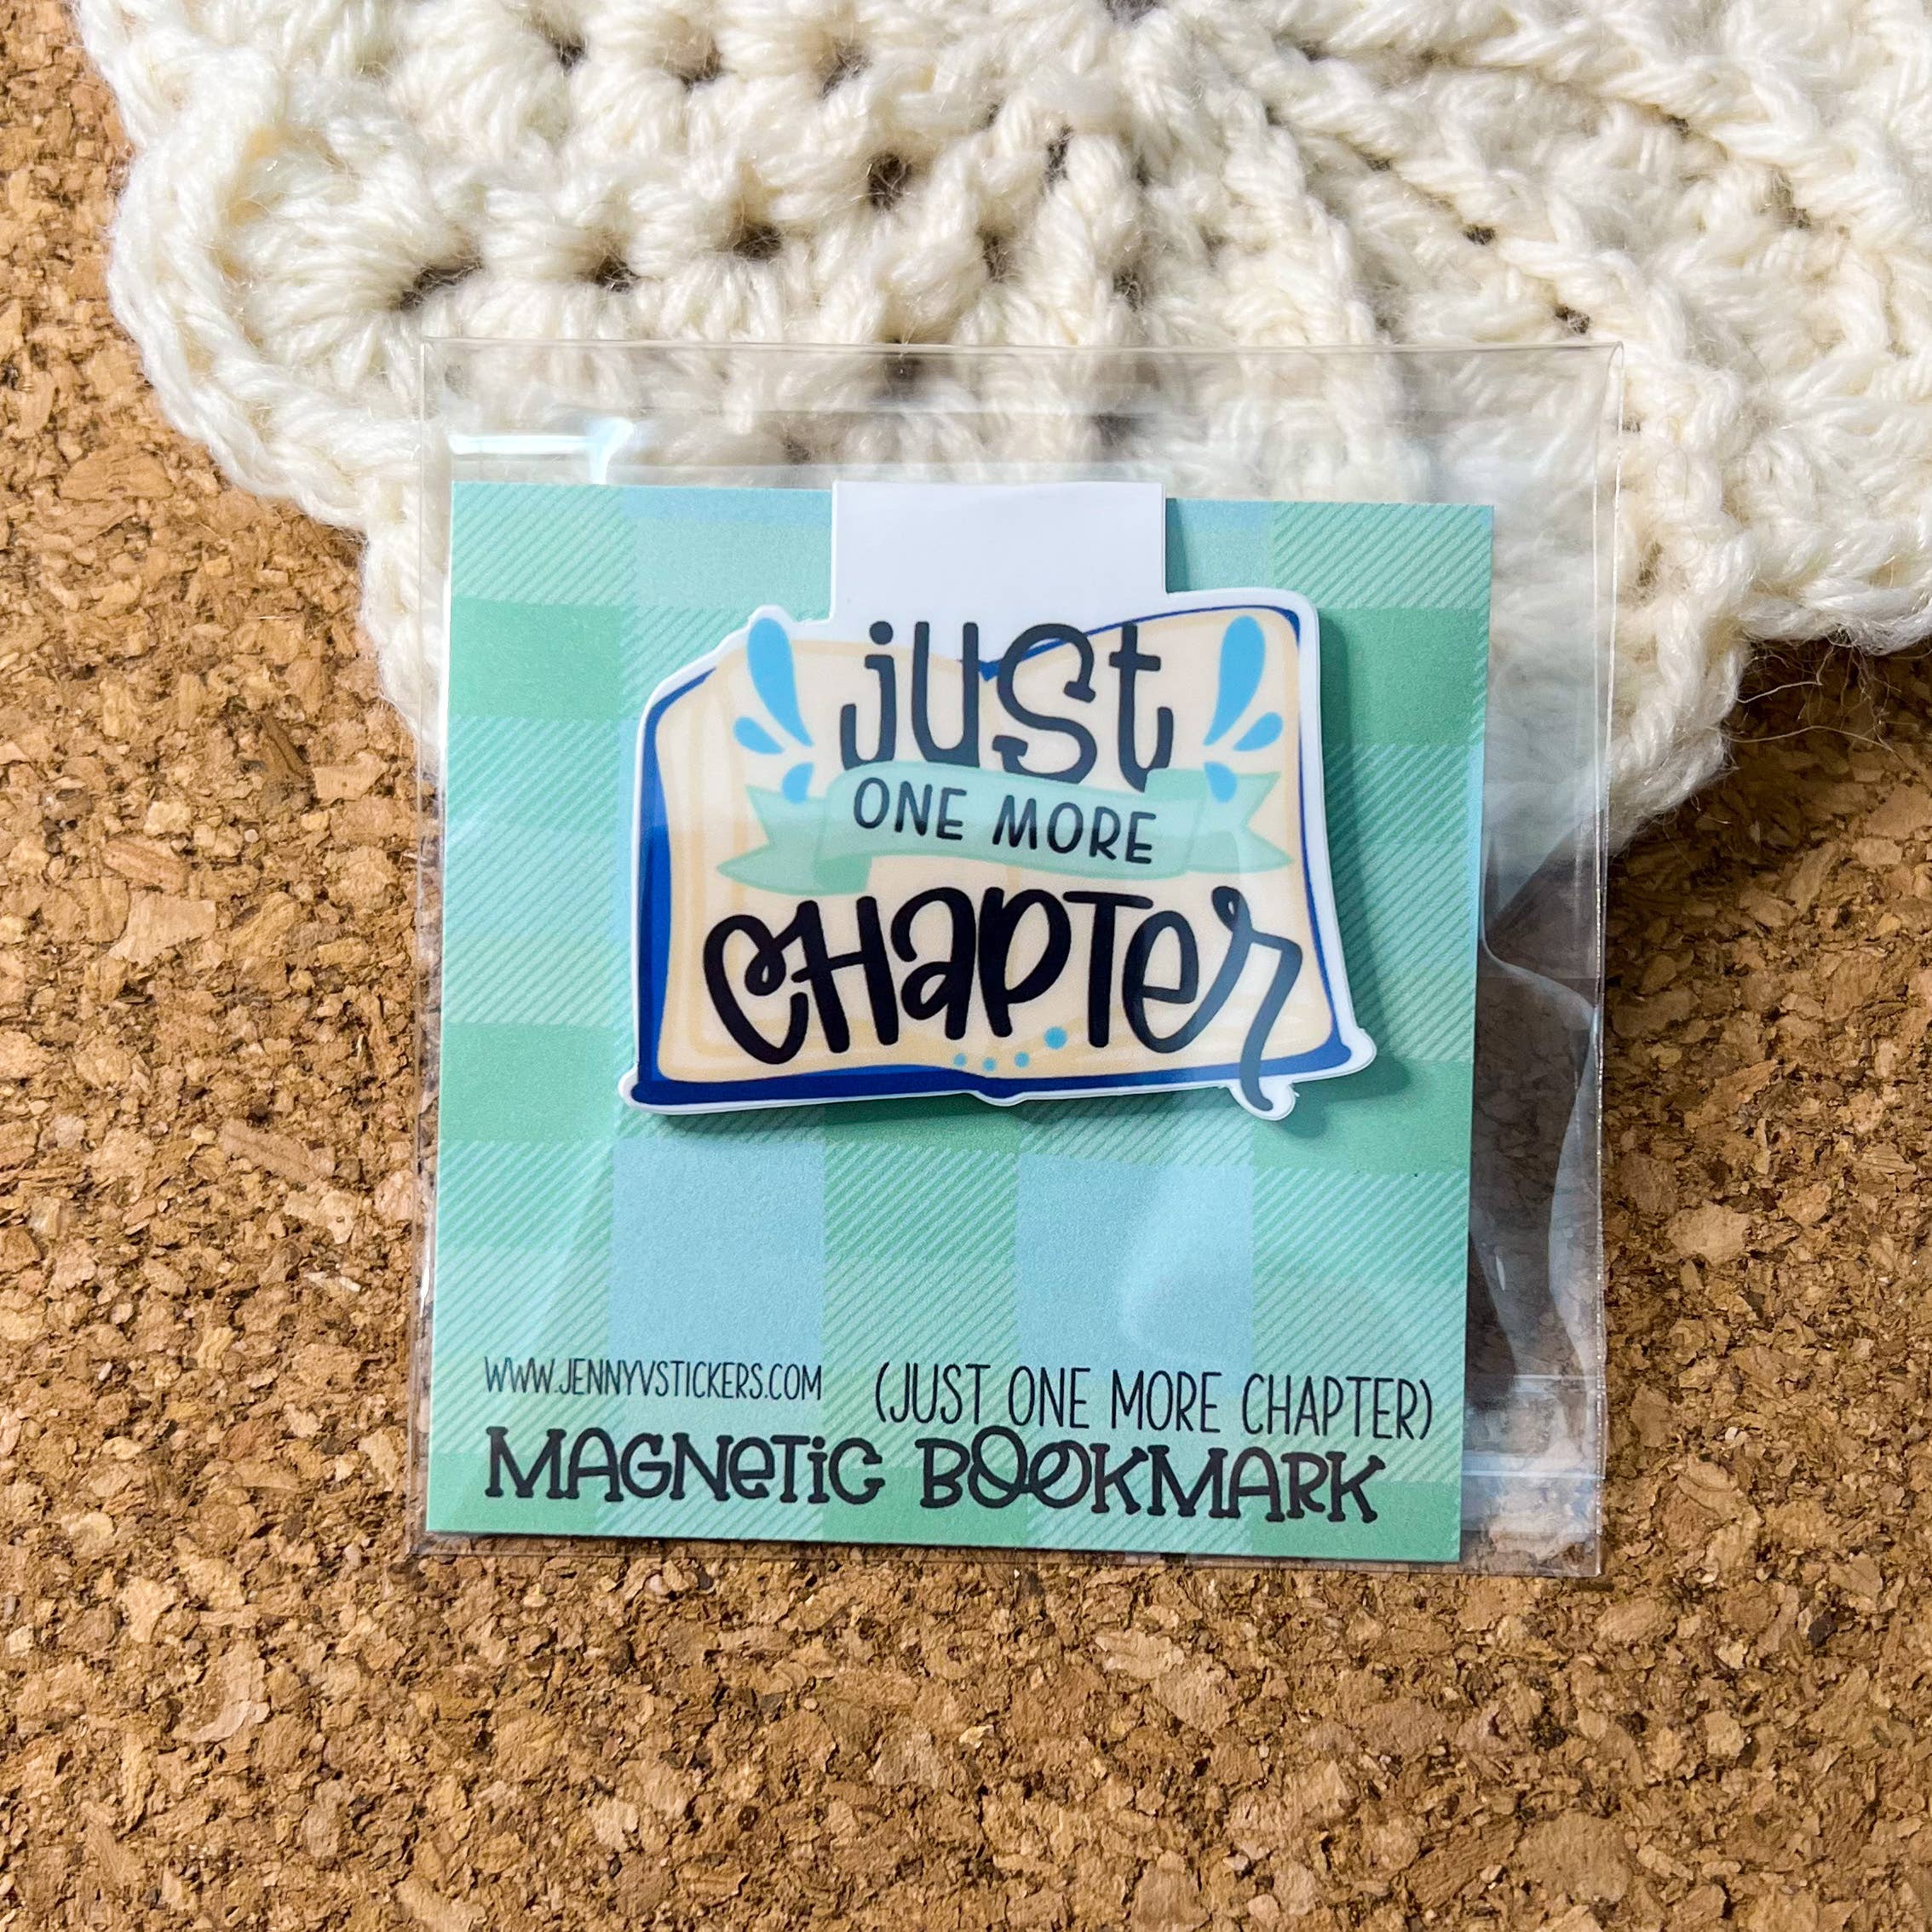 just
ONE MORE
CHaPTer
WWW.JENNYVSTICKERS.COM (JUST ONE MORE CHAPTER)
MAGNeTiC BOOKMARK